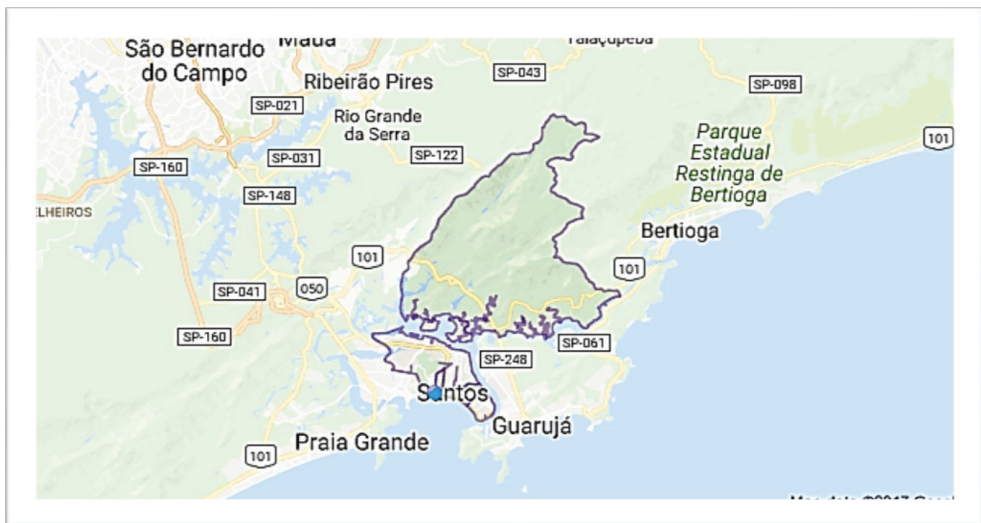 São Bernardo
do Campo
Mauá
Ribeirão Pires
Rio Grande
da Serra
SP-043
SP-098
SP-021
SP-160
SP-031
SP-122
SP-148
ELHEIROS
Parque
Estadual
Restinga de
Bertioga
101
Bertioga
101
101
SP-041
050
SP-160
SP-061
SP-248
Santos
Guarujá
Praia Grande
101